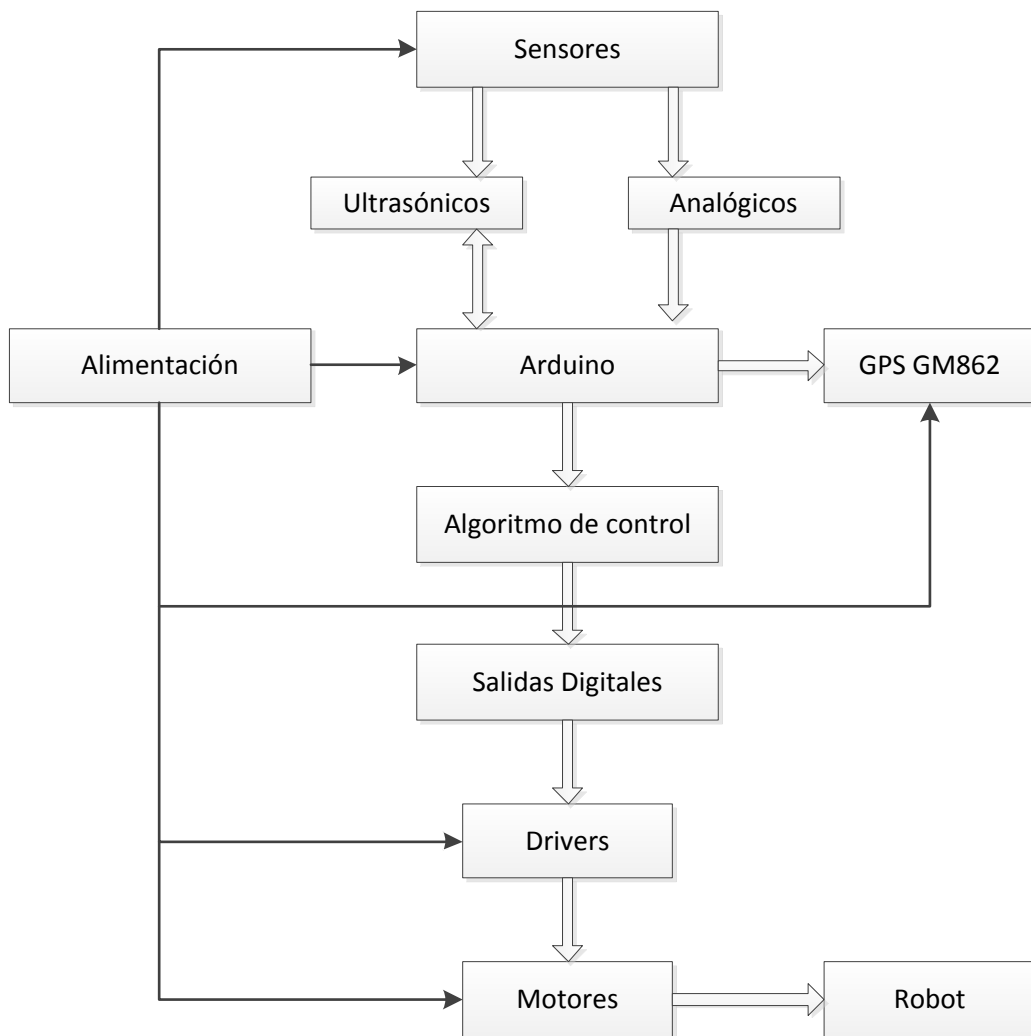 Sensores
Ultrasónicos
Analógicos
Alimentación
Arduino
GPS GM862
Algoritmo de control
Salidas Digitales
Drivers
Motores
Robot